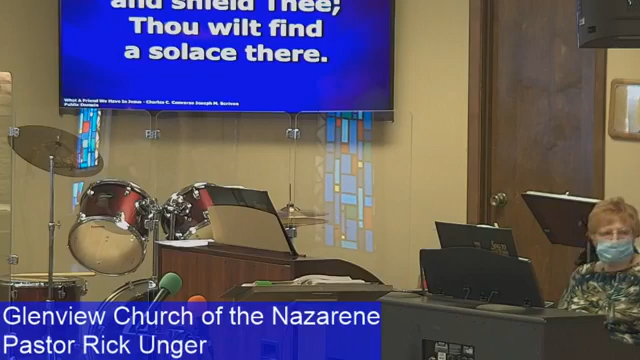 and shield Thee;
Thou wilt find
a solace there.
What A Friend We Have In Jesus - Charles C. Converse Joseph M. Scriven
Public Domain
Glenview Church of the Nazarene
Pastor Rick Unger